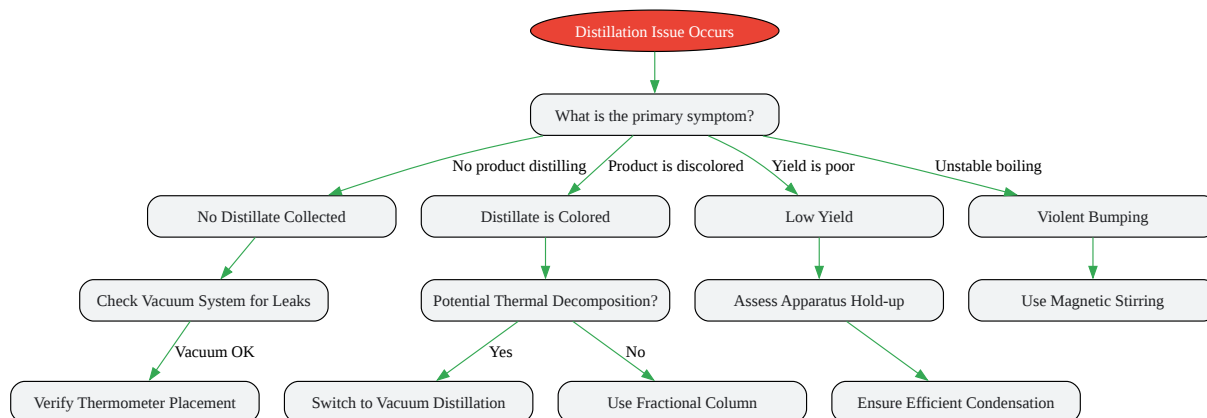 Distillation Issue Occurs
What is the primary symptom?
No product distilling
Product is discolored
Yield is poor
Unstable boiling
No Distillate Collected
Distillate is Colored
Low Yield
Violent Bumping
Check Vacuum System for Leaks
Potential Thermal Decomposition?
Assess Apparatus Hold-up
Use Magnetic Stirring
Vacuum OK
Yes
No
Verify Thermometer Placement
Switch to Vacuum Distillation
Use Fractional Column
Ensure Efficient Condensation